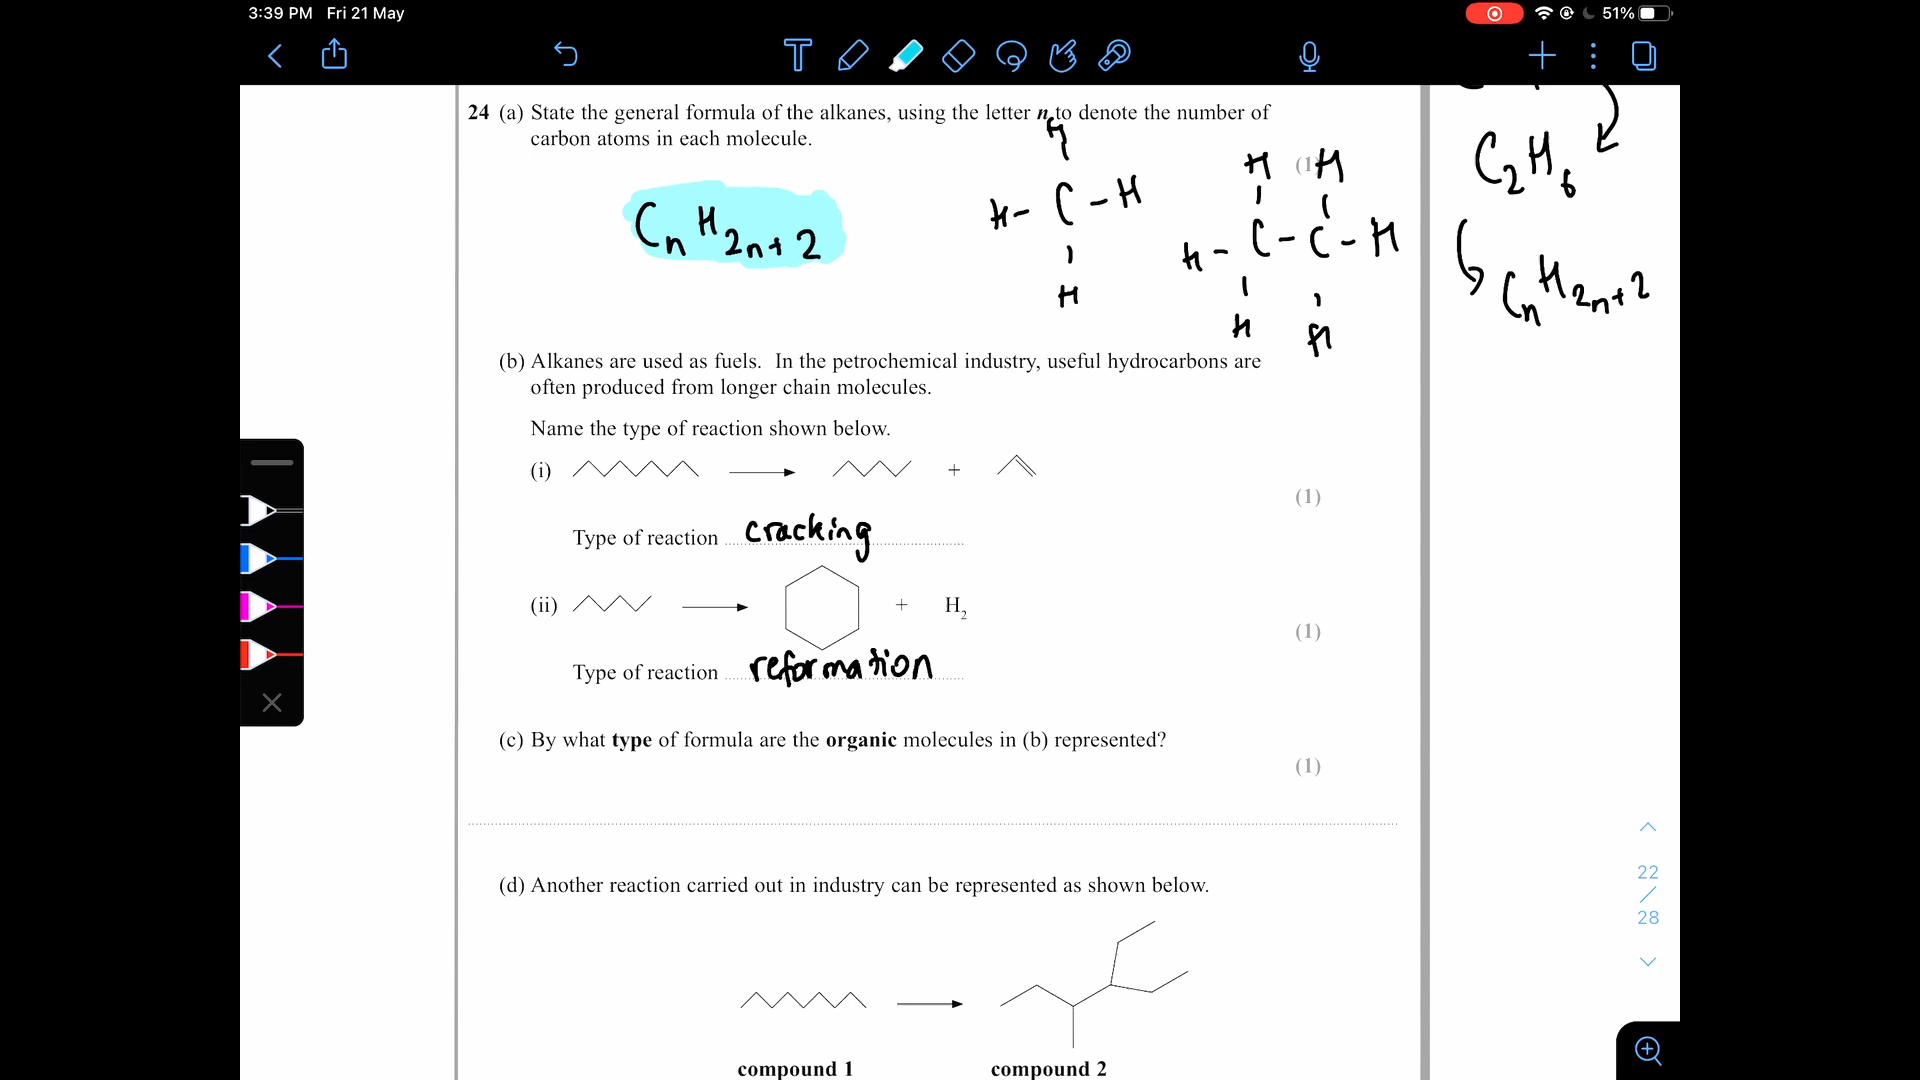 3:39 PM Fri 21 May 51%
24 (a) State the general formula of the alkanes, using the letter n, to denote the number of
carbon atoms in each molecule.
(1)
CnH2n+2
H
H - C - H
H
H H
H - C - C - H
H H
C2H6
CnH2n+2
(b) Alkanes are used as fuels. In the petrochemical industry, useful hydrocarbons are
often produced from longer chain molecules.
Name the type of reaction shown below.
(i) +
(1)
Type of reaction cracking
(ii) + H2
(1)
Type of reaction reformation
(c) By what type of formula are the organic molecules in (b) represented?
(1)
22
/
28
(d) Another reaction carried out in industry can be represented as shown below.
compound 1 compound 2